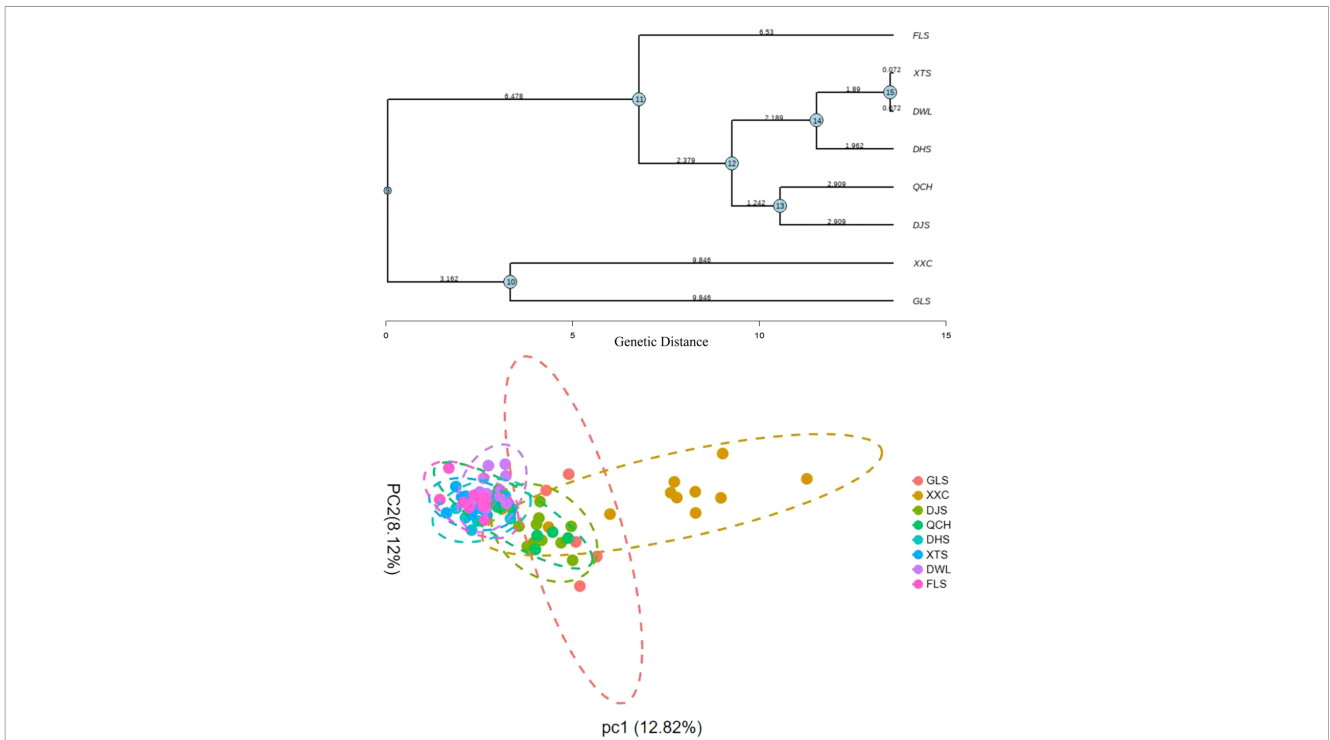 6.53
FLS
0.072
XTS
1.89
15
6.478
11
0.072
DWL
2.189
14
1.962
DHS
2.379
12
2.909
QCH
9
1.242
13
2.909
DJS
9.846
XXC
3.162
10
9.846
GLS
0
5
10
15
Genetic Distance
PC2(8.12%)
GLS
XXC
DJS
QCH
DHS
XTS
DWL
FLS
pc1 (12.82%)